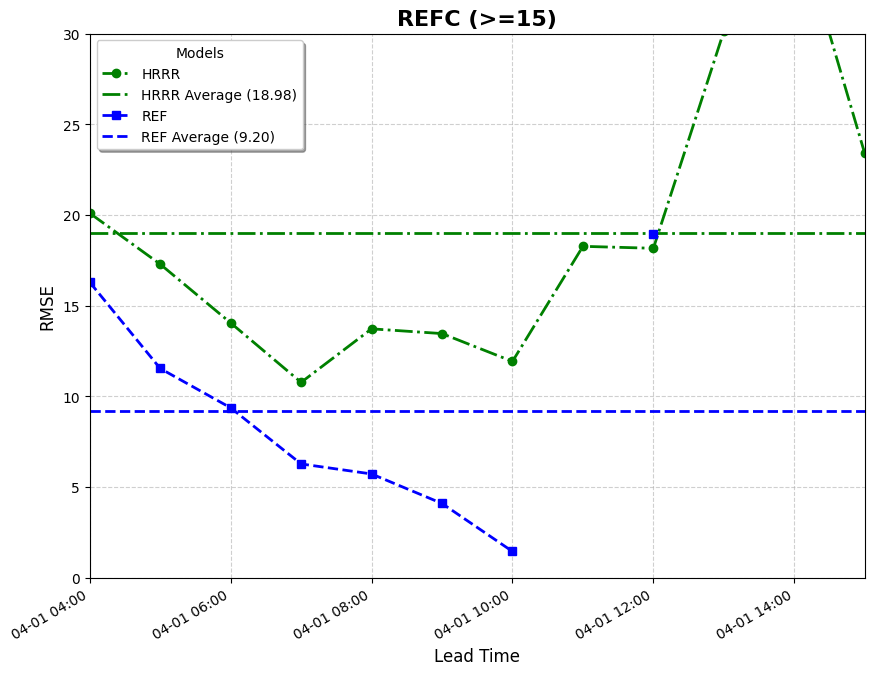 REFC (>=15)
Models
HRRR
HRRR Average (18.98)
REF
REF Average (9.20)
30
25
20
15
10
5
0
RMSE
04-01 04:00
04-01 06:00
04-01 08:00
04-01 10:00
04-01 12:00
04-01 14:00
Lead Time